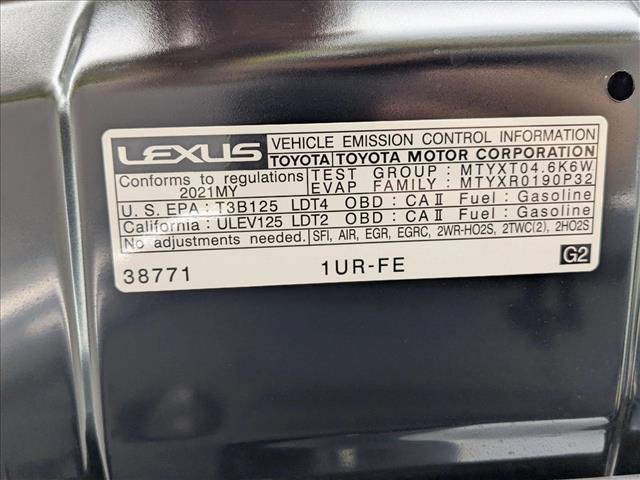 LEXUS VEHICLE EMISSION CONTROL INFORMATION
TOYOTA TOYOTA MOTOR CORPORATION
Conforms to regulations
2021MY
TEST GROUP : MTYXT04.6K6W
EVAP FAMILY : MTYXR0190P32
U. S. EPA : T3B125 LDT4 OBD : CA II Fuel : Gasoline
California : ULEV125 LDT2 OBD : CA II Fuel : Gasoline
No adjustments needed. SFI, AIR, EGR, EGRC, 2WR-HO2S, 2TWC(2), 2HO2S
38771 1UR-FE G2